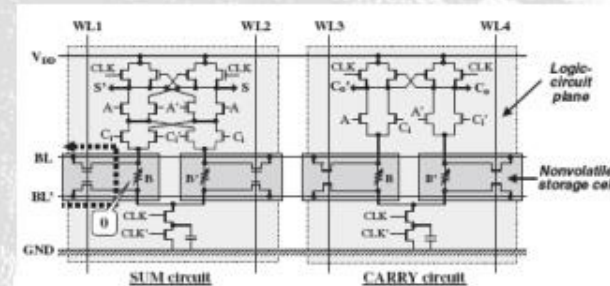 WL1 WL2 WL3 WL4
VDD
CLK CLK CLK CLK
S' S Co' Co
Logic-circuit plane
A A' A A A'
Ci Ci' Ci Ci Ci'
BL
B B' B B'
Nonvolatile storage cell
BL'
0
CLK CLK
CLK' CLK'
GND
SUM circuit CARRY circuit